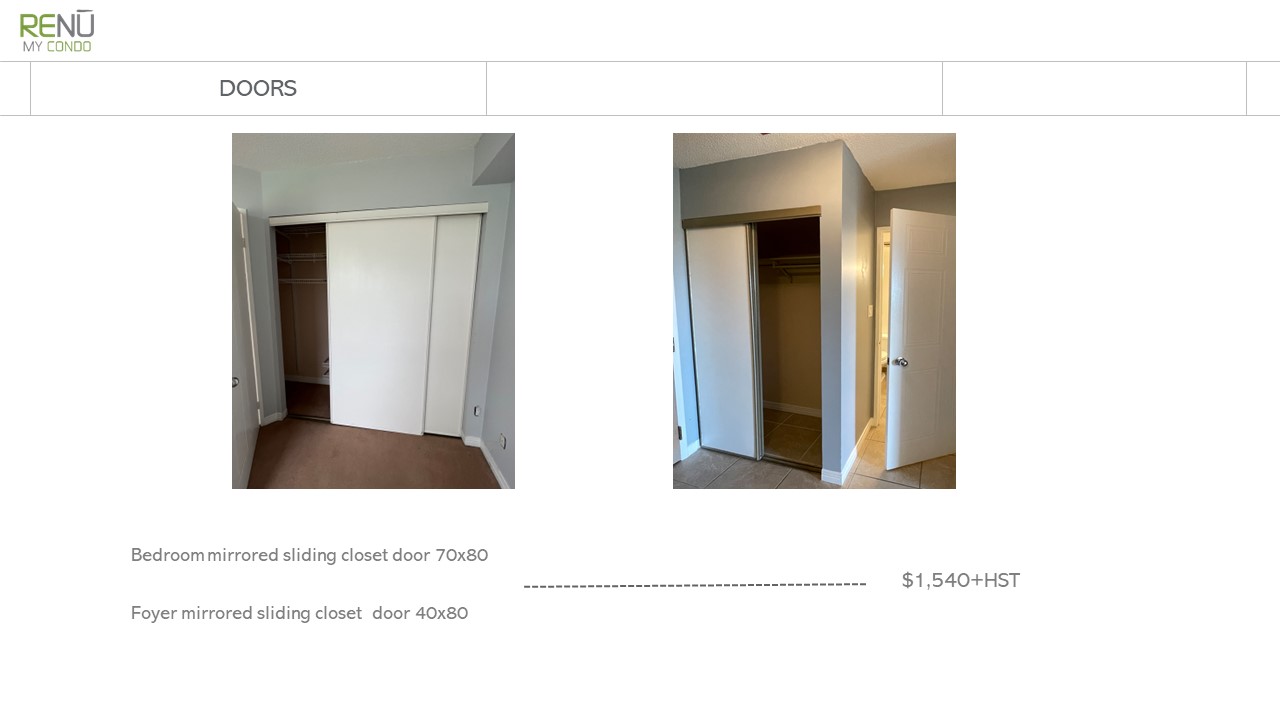 RENŪ
MY CONDO
DOORS
Bedroom mirrored sliding closet door 70x80
$1,540+HST
Foyer mirrored sliding closet door 40x80